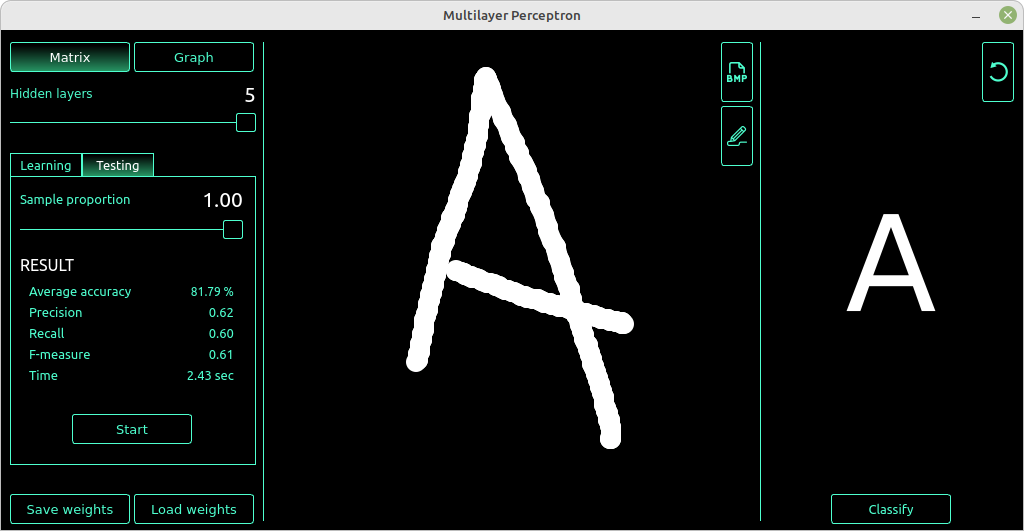 Multilayer Perceptron
Matrix Graph
Hidden layers 5
Learning Testing
Sample proportion 1.00
RESULT
Average accuracy 81.79 %
Precision 0.62
Recall 0.60
F-measure 0.61
Time 2.43 sec
Start
Save weights Load weights
A
BMP
A
Classify